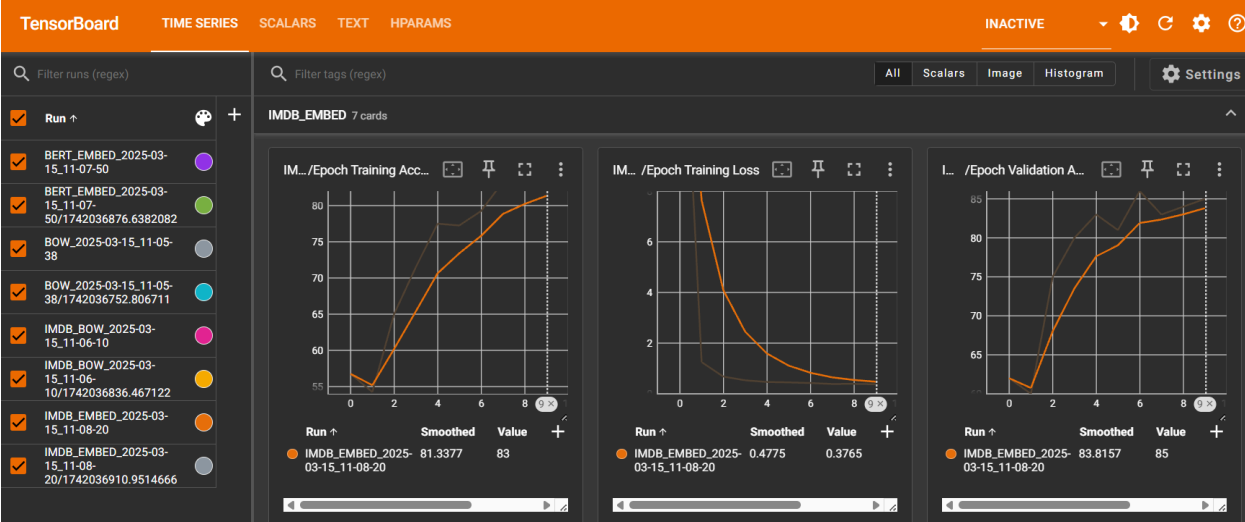 TensorBoard TIME SERIES SCALARS TEXT HPARAMS INACTIVE
Filter runs (regex)
Filter tags (regex)
All Scalars Image Histogram
Settings
Run ↑
BERT_EMBED_2025-03-
15_11-07-50
BERT_EMBED_2025-03-
15_11-07-
50/1742036876.6382082
BOW_2025-03-15_11-05-
38
BOW_2025-03-15_11-05-
38/1742036752.806711
IMDB_BOW_2025-03-
15_11-06-10
IMDB_BOW_2025-03-
15_11-06-
10/1742036836.467122
IMDB_EMBED_2025-03-
15_11-08-20
IMDB_EMBED_2025-03-
15_11-08-
20/1742036910.9514666
IMDB_EMBED 7 cards
IM.../Epoch Training Acc...
80
75
70
65
60
55
0 2 4 6 8 9 ×
Run ↑ Smoothed Value
IMDB_EMBED_2025- 81.3377 83
03-15_11-08-20
IM... /Epoch Training Loss
6
4
2
0 2 4 6 8 9 ×
Run ↑ Smoothed Value
IMDB_EMBED_2025- 0.4775 0.3765
03-15_11-08-20
I... /Epoch Validation A...
85
80
75
70
65
0 2 4 6 8 9 ×
Run ↑ Smoothed Value
IMDB_EMBED_2025- 83.8157 85
03-15_11-08-20